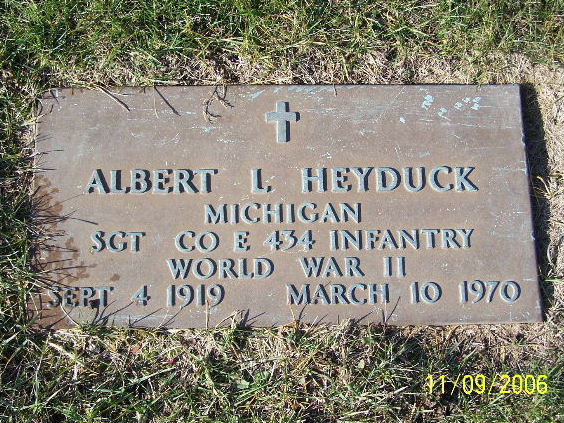 ALBERT L. HEYDUCK
MICHIGAN
SGT CO E 434 INFANTRY
WORLD WAR II
SEPT 4 1919 MARCH 10 1970
11/09/2006